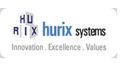 HU
RIX
hurix systems
Innovation . Excellence . Values